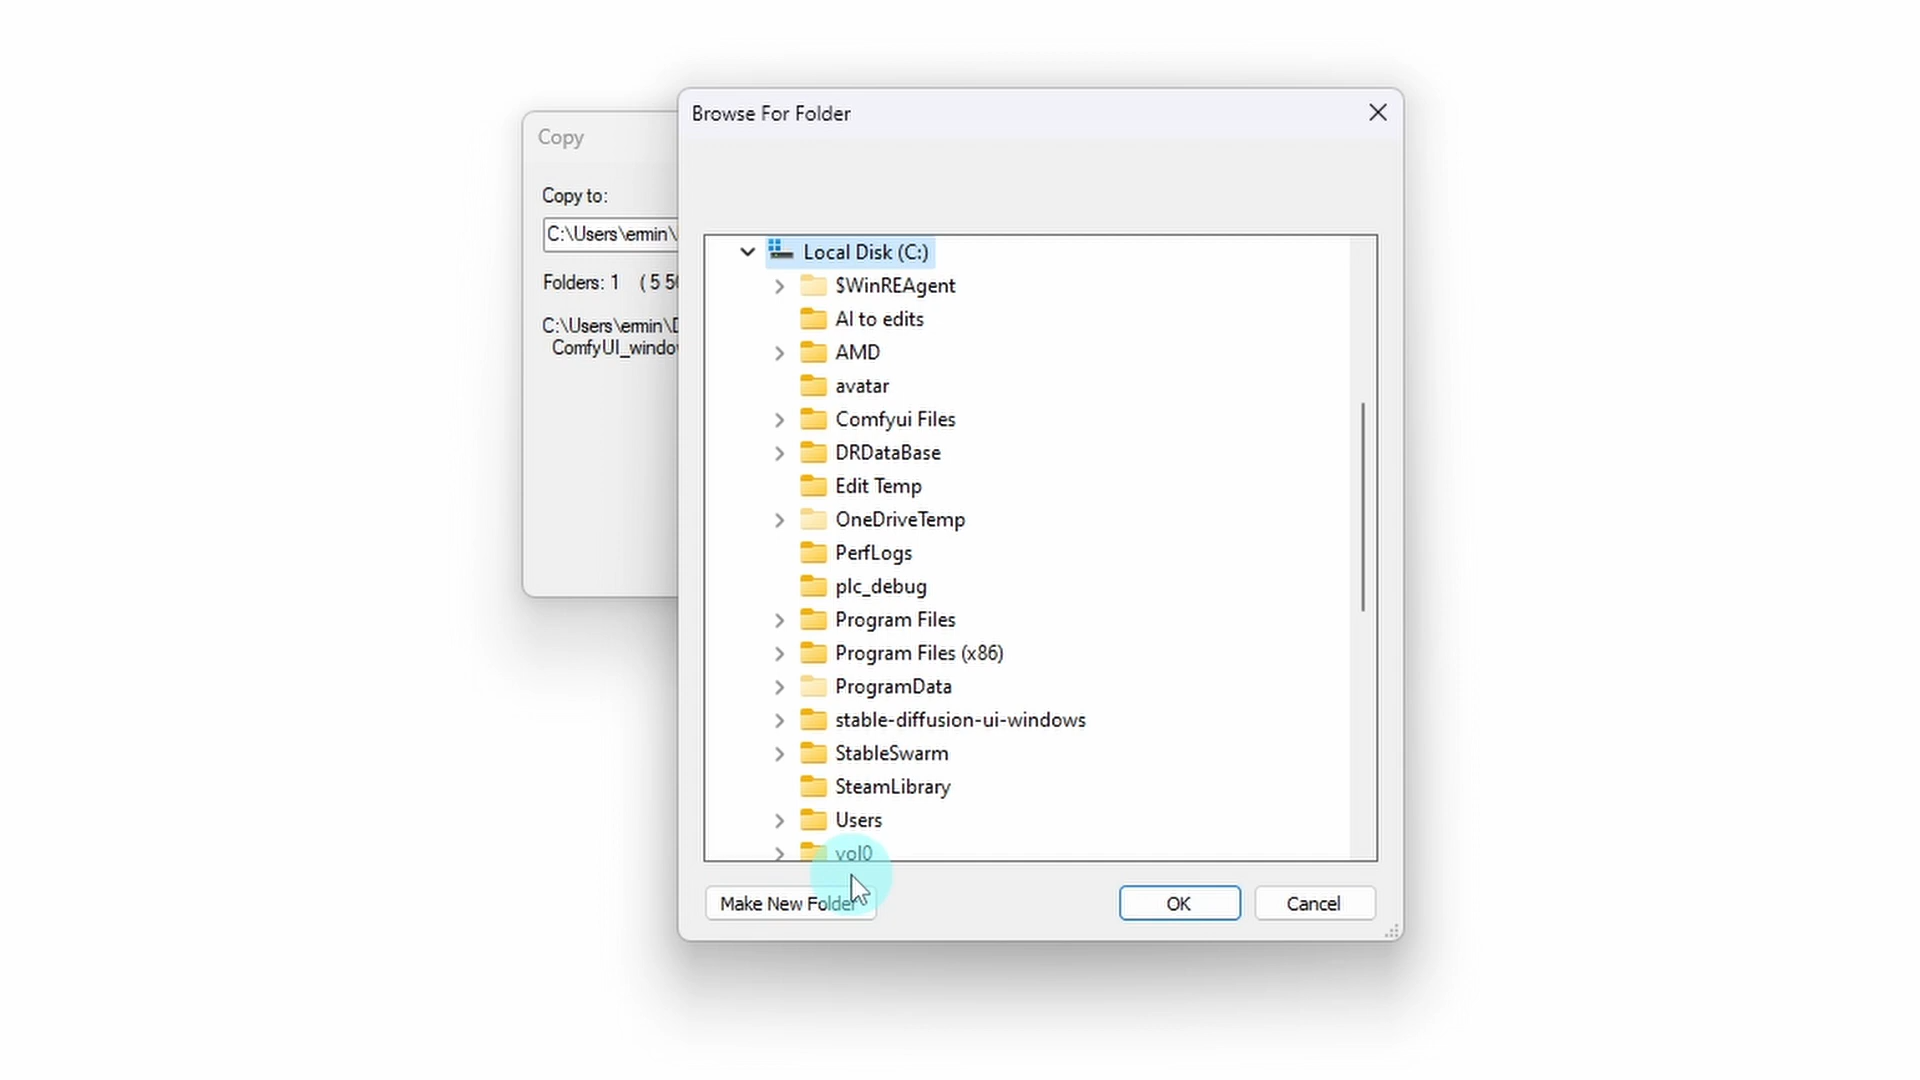 Browse For Folder
Copy
Copy to:
C:\Users\ermin\
Folders: 1    ( 5 5
C:\Users\ermin\
ComfyUI_windo
Local Disk (C:)
$WinREAgent
AI to edits
AMD
avatar
Comfyui Files
DRDataBase
Edit Temp
OneDriveTemp
PerfLogs
plc_debug
Program Files
Program Files (x86)
ProgramData
stable-diffusion-ui-windows
StableSwarm
SteamLibrary
Users
vol0
Make New Folder
OK
Cancel